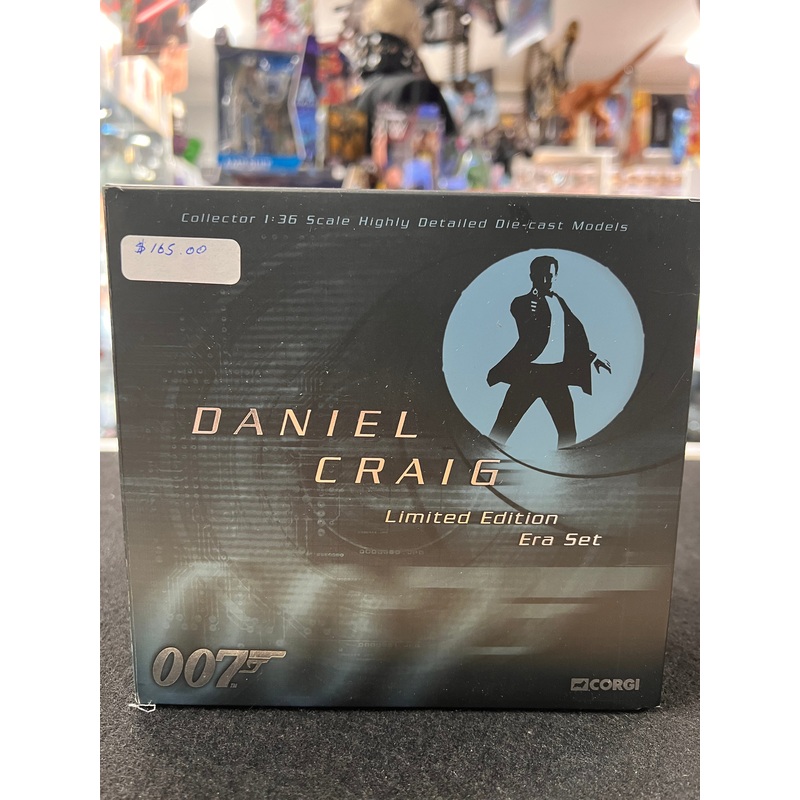 Collector 1:36 Scale Highly Detailed Die-cast Models
$165.00
DANIEL
CRAIG
Limited Edition
Era Set
007
TM
CORGI